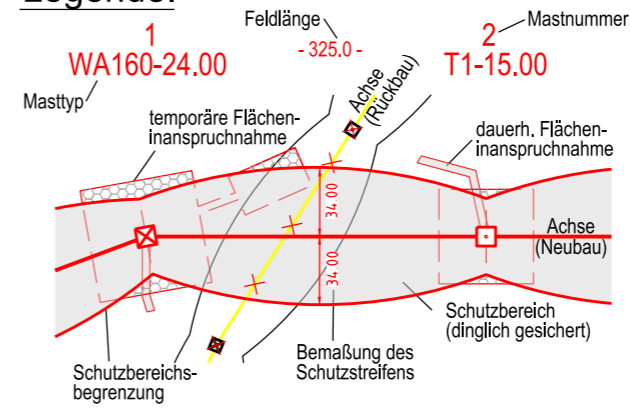 Legende:
Feldlänge
Mastnummer
1
2
WA160-24.00
- 325.0 -
T1-15.00
Masttyp
Achse
(Rückbau)
temporäre Flächen-
inanspruchnahme
dauerh. Flächen-
inanspruchnahme
34.00
34.00
Achse
(Neubau)
Schutzbereich
(dinglich gesichert)
Bemaßung des
Schutzstreifens
Schutzbereichs-
begrenzung